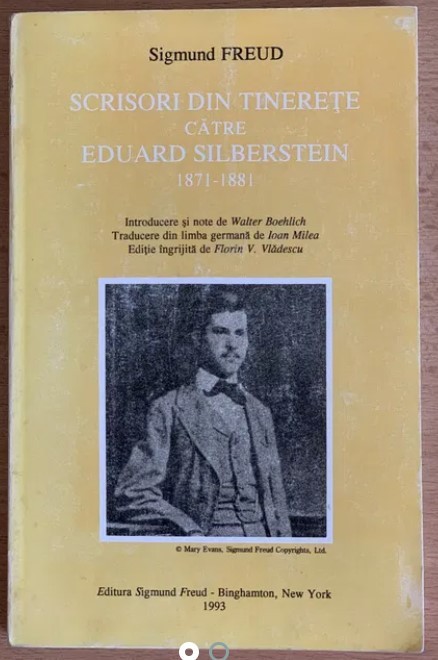 Sigmund FREUD
SCRISORI DIN TINEREȚE
CĂTRE
EDUARD SILBERSTEIN
1871-1881
Introducere și note de Walter Boehlich
Traducere din limba germană de Ioan Milea
Ediție îngrijită de Florin V. Vlădescu
© Mary Evans, Sigmund Freud Copyrights, Ltd.
Editura Sigmund Freud - Binghamton, New York
1993